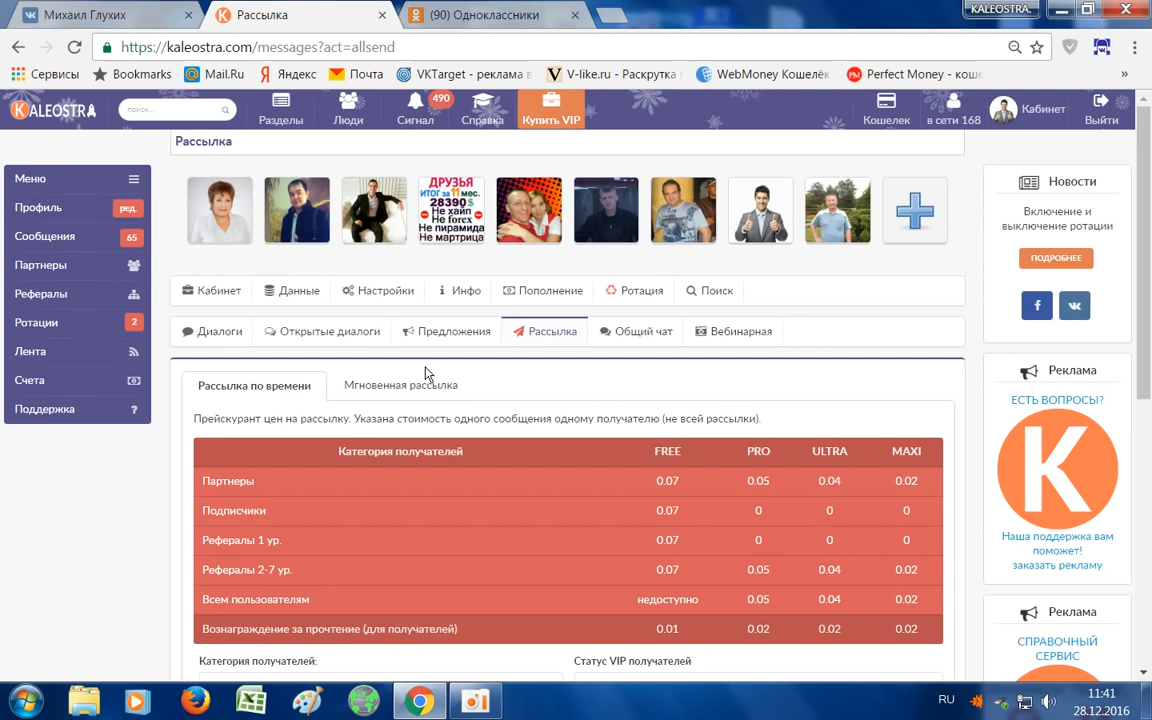 Михаил Глухих
Рассылка
(90) Одноклассники
KALEOSTRA.
https://kaleostra.com/messages?act=allsend
Сервисы
Bookmarks
Mail.Ru
Яндекс
Почта
VKTarget - реклама в
V-like.ru - Раскрутка
WebMoney Кошелёк
Perfect Money - коше
»
KALEOSTRA
поиск...
Разделы
Люди
490
Сигнал
Справка
Купить VIP
Кошелек
в сети 168
Кабинет
Выйти
Рассылка
Меню
Профиль
ред.
Сообщения
65
Партнеры
Рефералы
Ротации
2
Лента
Счета
Поддержка
?
ДРУЗЬЯ
итог за 11 мес.
28390$
Не хайп
Не forex
Не пирамида
Не матрица
Кабинет
Данные
Настройки
Инфо
Пополнение
Ротация
Поиск
Диалоги
Открытые диалоги
Предложения
Рассылка
Общий чат
Вебинарная
Рассылка по времени
Мгновенная рассылка
Прейскурант цен на рассылку. Указана стоимость одного сообщения одному получателю (не всей рассылки).
Категория получателей FREE PRO ULTRA MAXI
Партнеры 0.07 0.05 0.04 0.02
Подписчики 0.07 0 0 0
Рефералы 1 ур. 0.07 0 0 0
Рефералы 2-7 ур. 0.07 0.05 0.04 0.02
Всем пользователям недоступно 0.05 0.04 0.02
Вознаграждение за прочтение (для получателей) 0.01 0.02 0.02 0.02
Категория получателей:
Статус VIP получателей
Новости
Включение и
выключение ротации
ПОДРОБНЕЕ
Реклама
ЕСТЬ ВОПРОСЫ?
K
Наша поддержка вам
поможет!
заказать рекламу
Реклама
СПРАВОЧНЫЙ
СЕРВИС
RU
11:41
28.12.2016